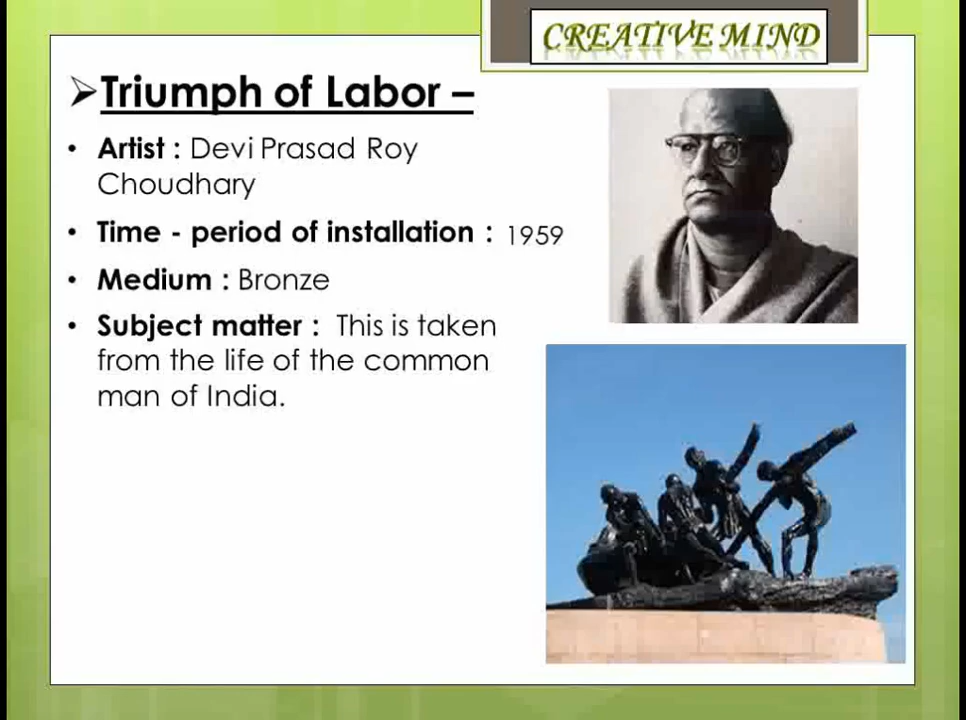 CREATIVE MIND
➢Triumph of Labor –
• Artist : Devi Prasad Roy
Choudhary
• Time - period of installation : 1959
• Medium : Bronze
• Subject matter : This is taken
from the life of the common
man of India.